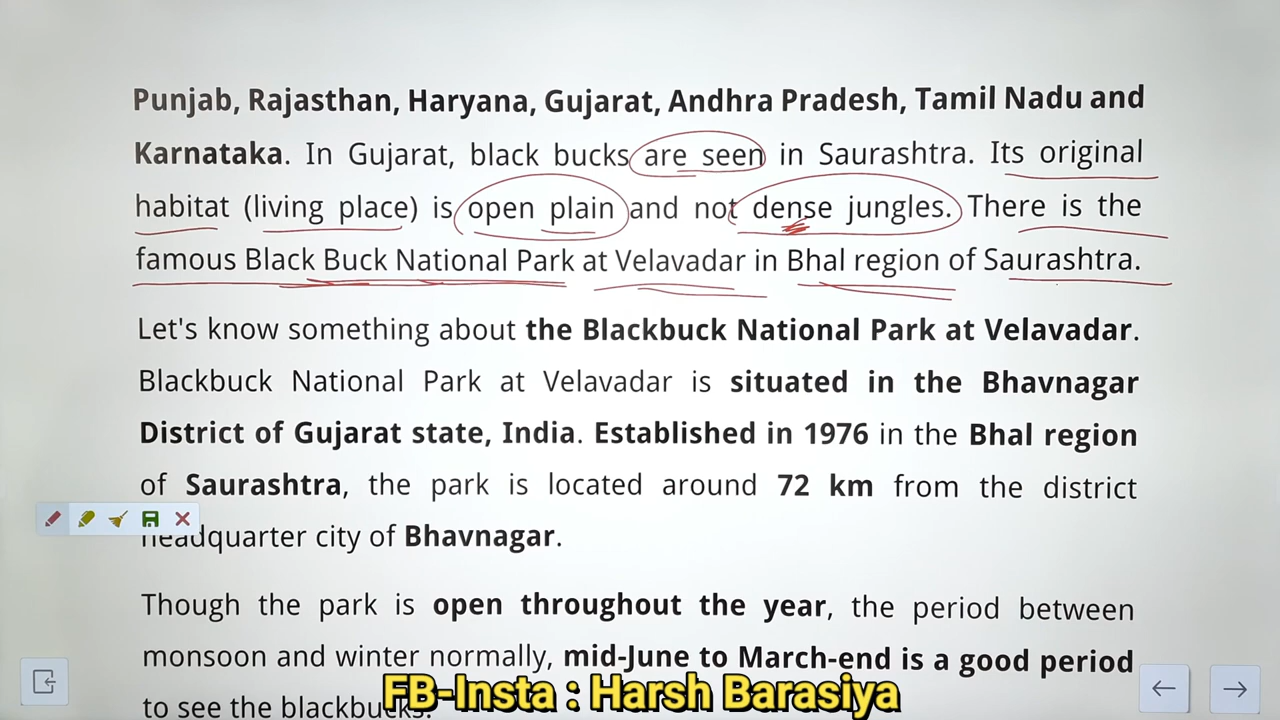 Punjab, Rajasthan, Haryana, Gujarat, Andhra Pradesh, Tamil Nadu and
Karnataka. In Gujarat, black bucks are seen in Saurashtra. Its original
habitat (living place) is open plain and not dense jungles. There is the
famous Black Buck National Park at Velavadar in Bhal region of Saurashtra.
Let's know something about the Blackbuck National Park at Velavadar.
Blackbuck National Park at Velavadar is situated in the Bhavnagar
District of Gujarat state, India. Established in 1976 in the Bhal region
of Saurashtra, the park is located around 72 km from the district
headquarter city of Bhavnagar.
Though the park is open throughout the year, the period between
monsoon and winter normally, mid-June to March-end is a good period
to see the blackbucks.
FB-Insta : Harsh Barasiya